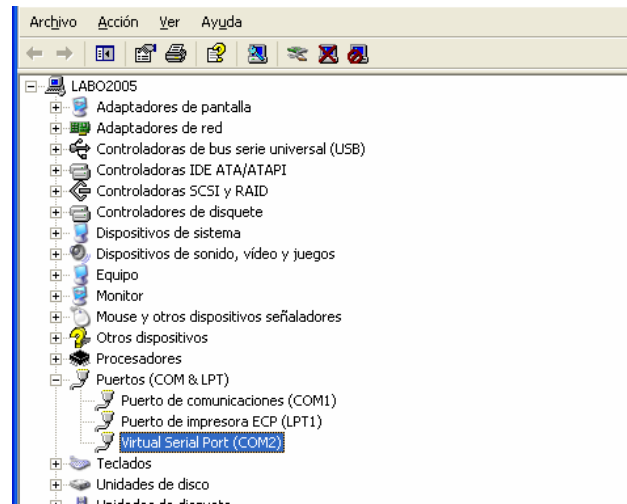 Archivo Acción Ver Ayuda
LABO2005
Adaptadores de pantalla
Adaptadores de red
Controladoras de bus serie universal (USB)
Controladoras IDE ATA/ATAPI
Controladoras SCSI y RAID
Controladores de disquete
Dispositivos de sistema
Dispositivos de sonido, vídeo y juegos
Equipo
Monitor
Mouse y otros dispositivos señaladores
Otros dispositivos
Procesadores
Puertos (COM & LPT)
Puerto de comunicaciones (COM1)
Puerto de impresora ECP (LPT1)
Virtual Serial Port (COM2)
Teclados
Unidades de disco
Unidades de disquete